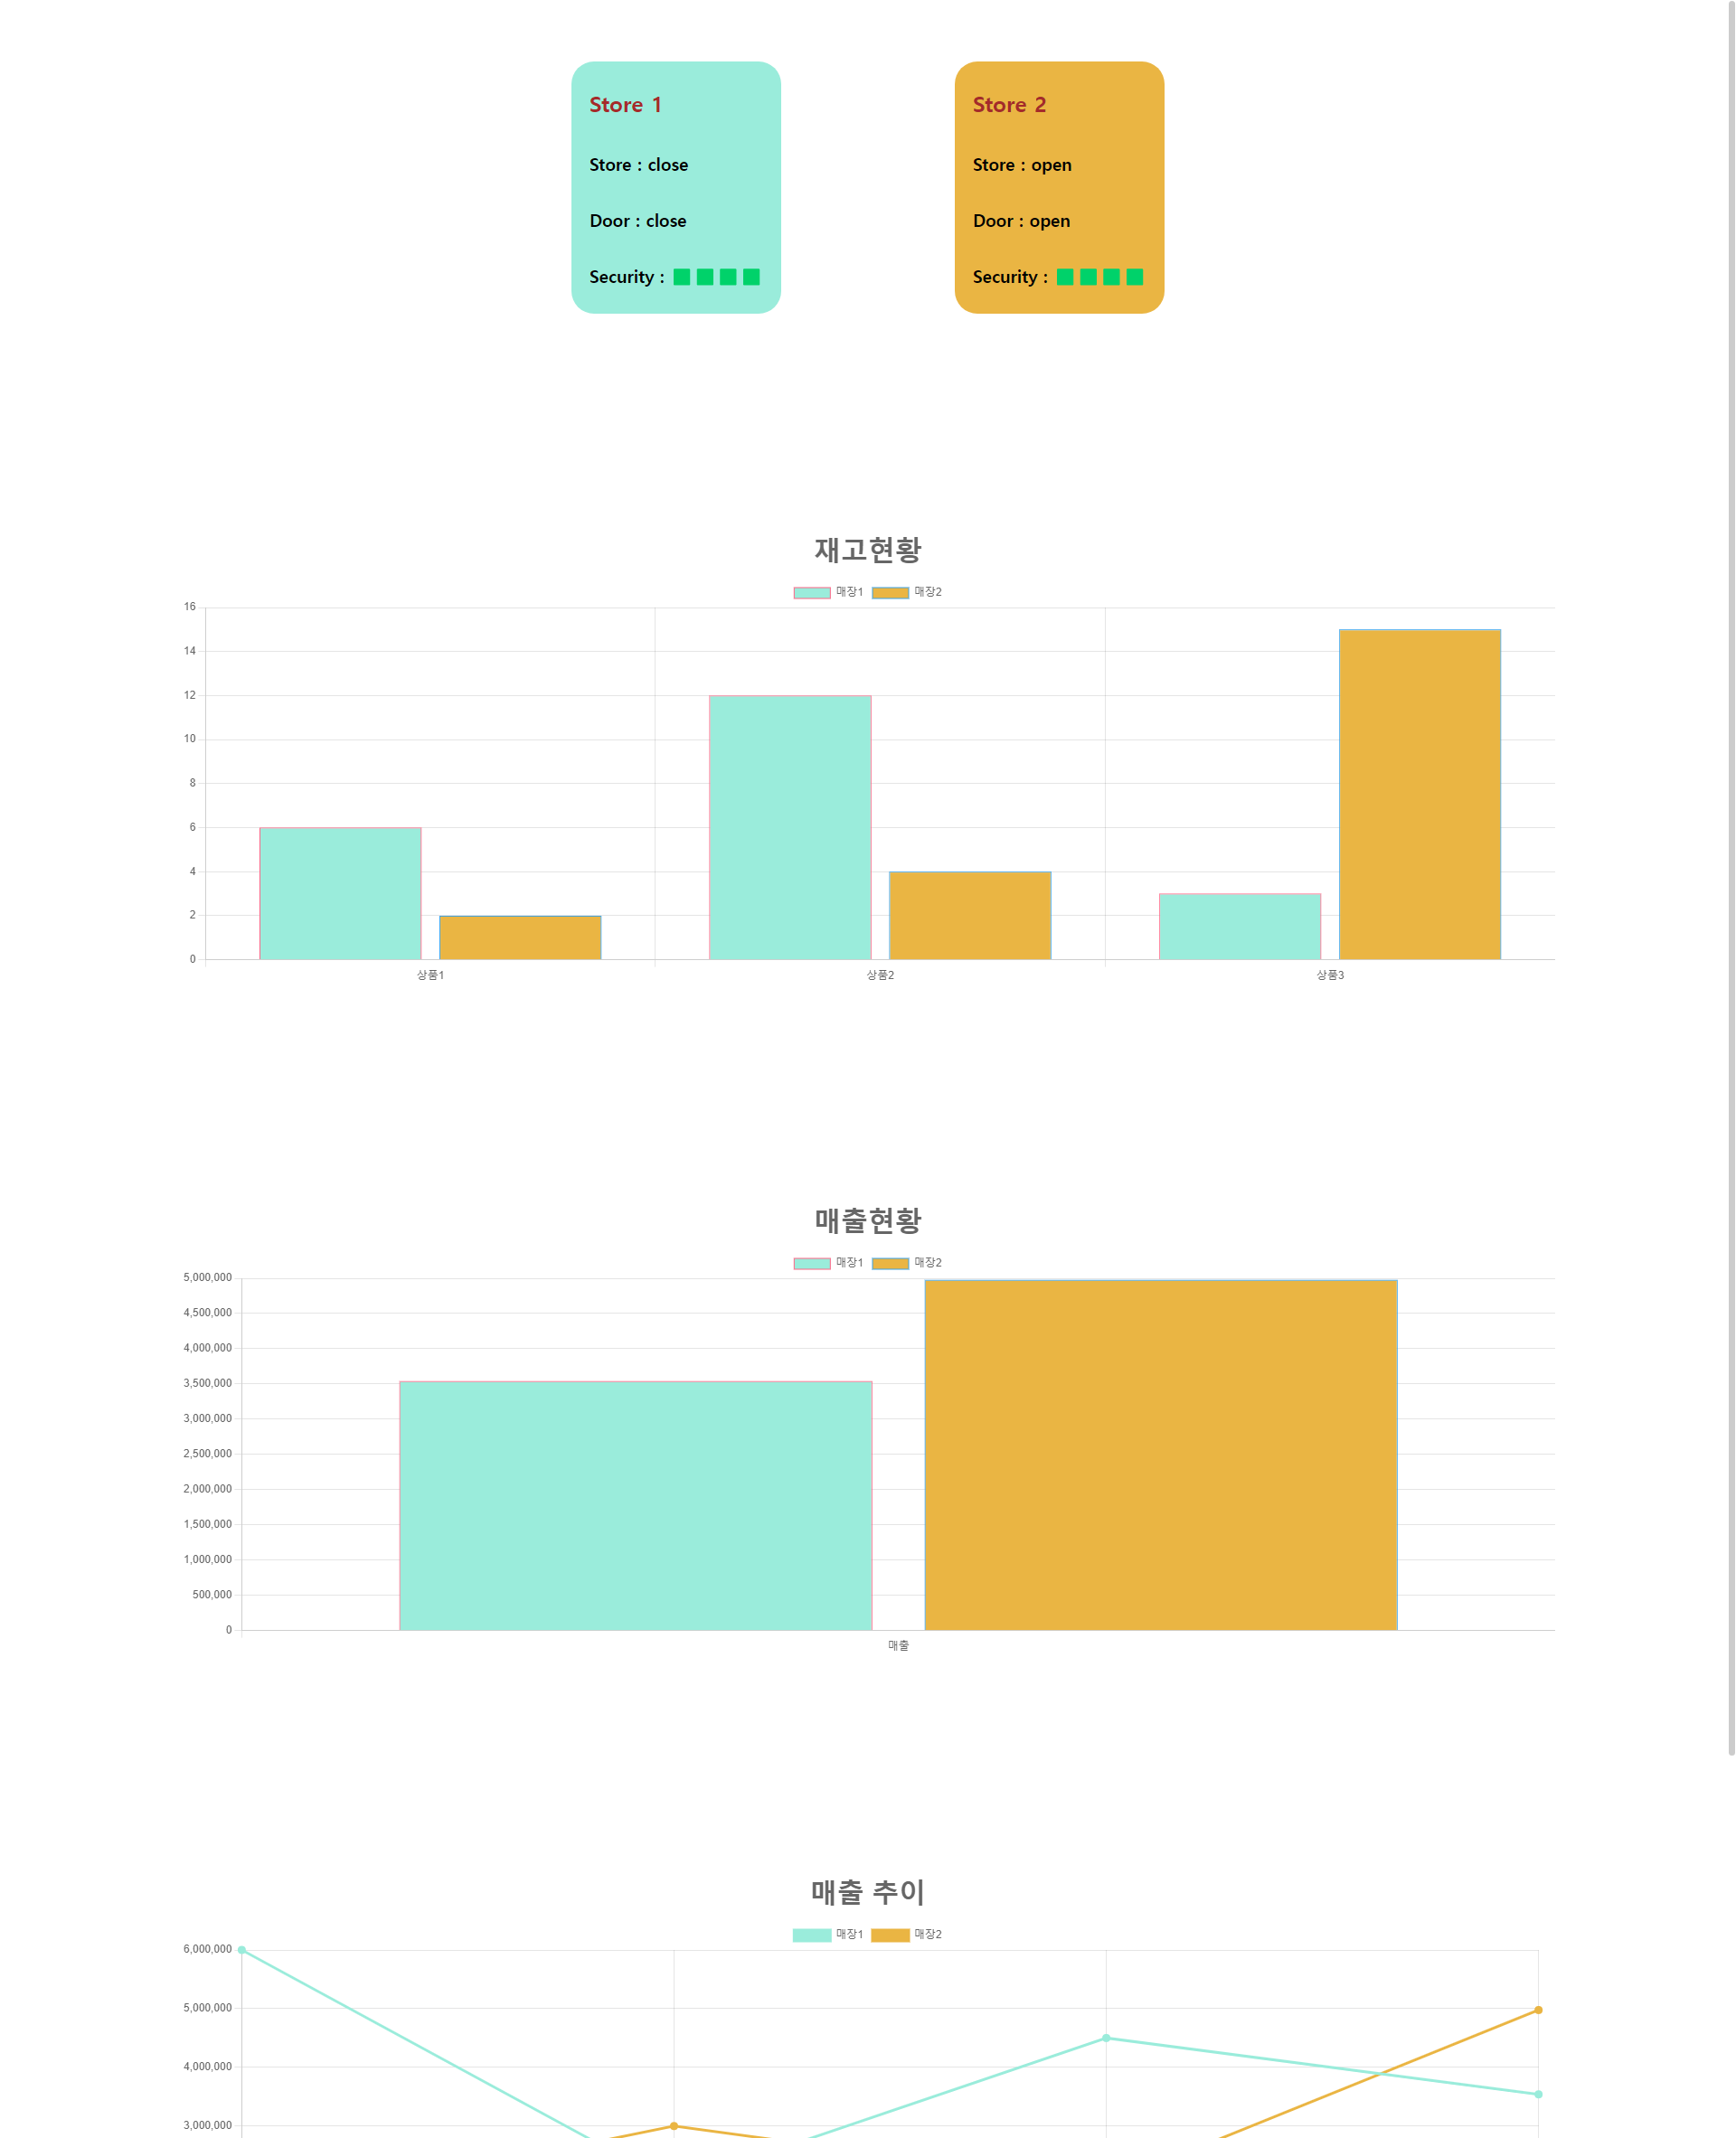 Store 1
Store : close
Door : close
Security :
Store 2
Store : open
Door : open
Security :
재고현황
매장1 매장2
16
14
12
10
8
6
4
2
0
상품1 상품2 상품3
매출현황
매장1 매장2
5,000,000
4,500,000
4,000,000
3,500,000
3,000,000
2,500,000
2,000,000
1,500,000
1,000,000
500,000
0
매출
매출 추이
매장1 매장2
6,000,000
5,000,000
4,000,000
3,000,000